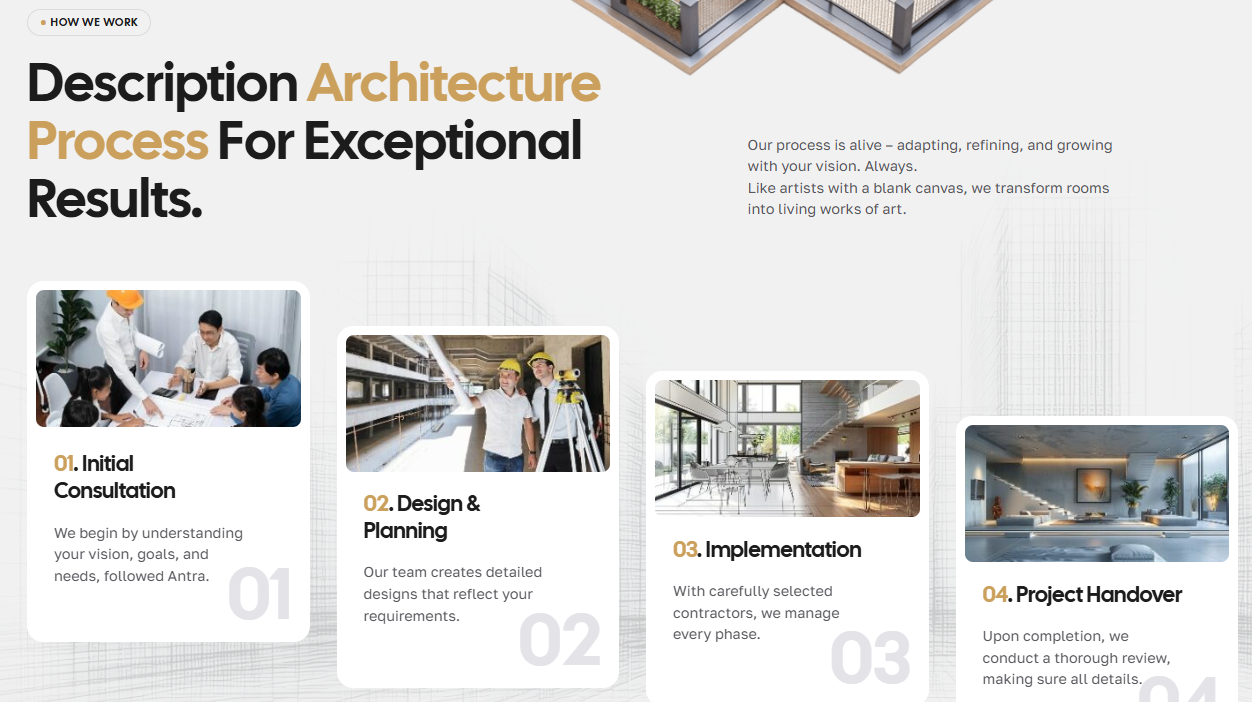 HOW WE WORK
Description Architecture
Process For Exceptional
Results.
Our process is alive – adapting, refining, and growing
with your vision. Always.
Like artists with a blank canvas, we transform rooms
into living works of art.
01. Initial
Consultation
We begin by understanding
your vision, goals, and
needs, followed Antra.
01
02. Design &
Planning
Our team creates detailed
designs that reflect your
requirements.
02
03. Implementation
With carefully selected
contractors, we manage
every phase.
03
04. Project Handover
Upon completion, we
conduct a thorough review,
making sure all details.
04